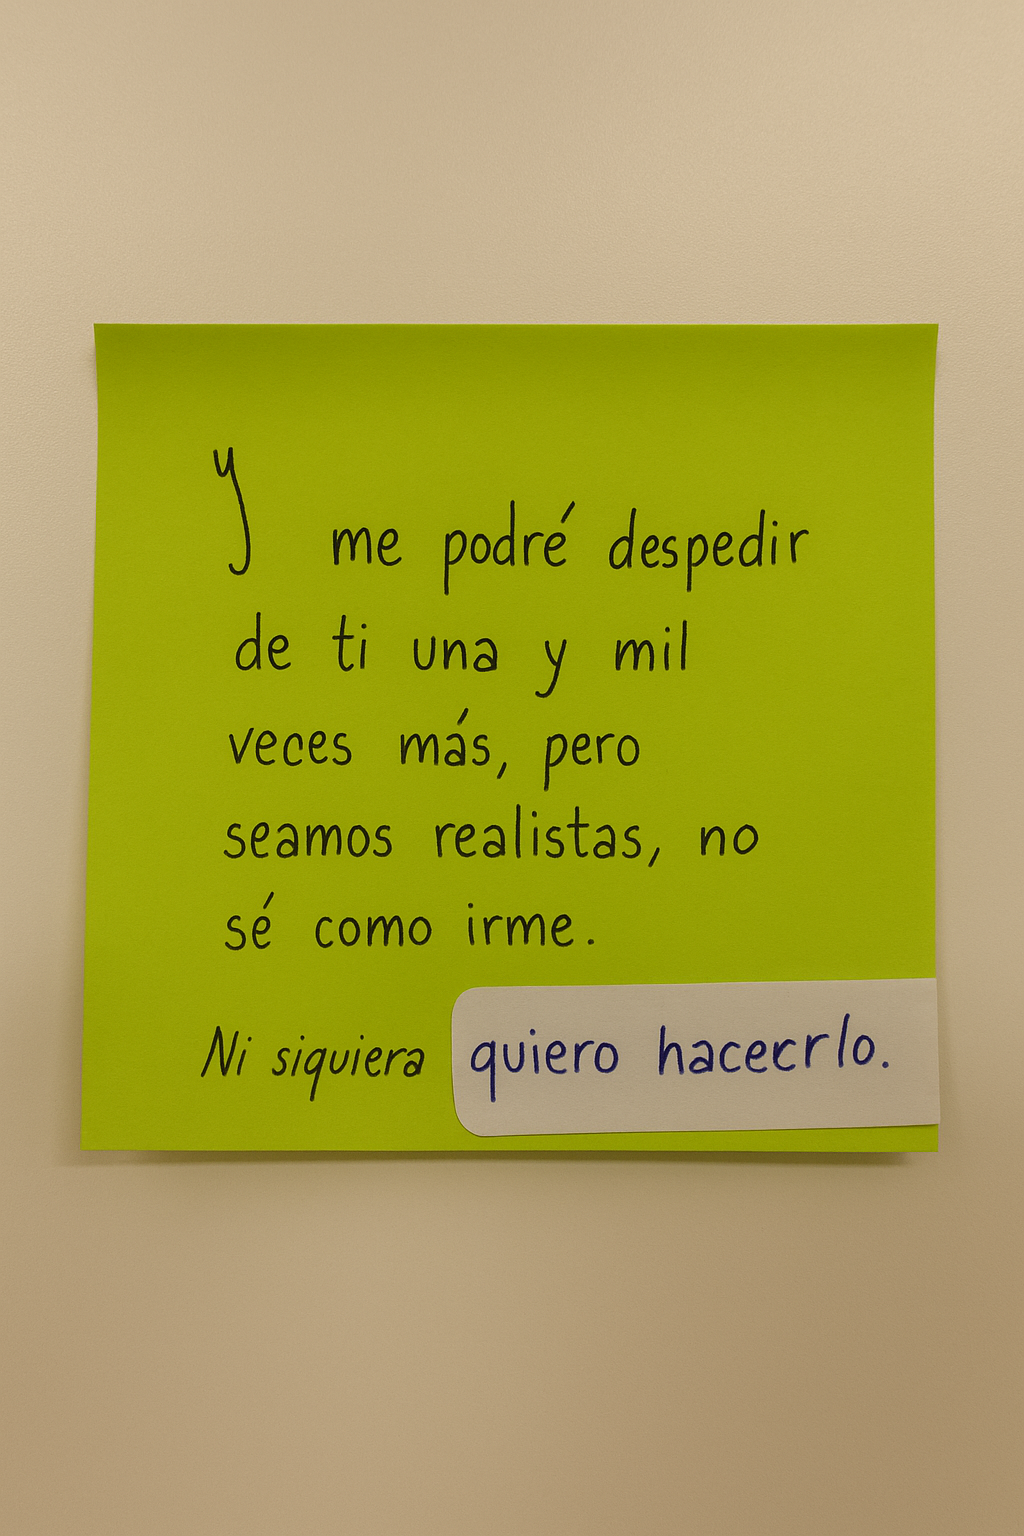 y me podré despedir
de ti una y mil
veces más, pero
seamos realistas, no
sé como irme.
Ni siquiera quiero hacecrlo.